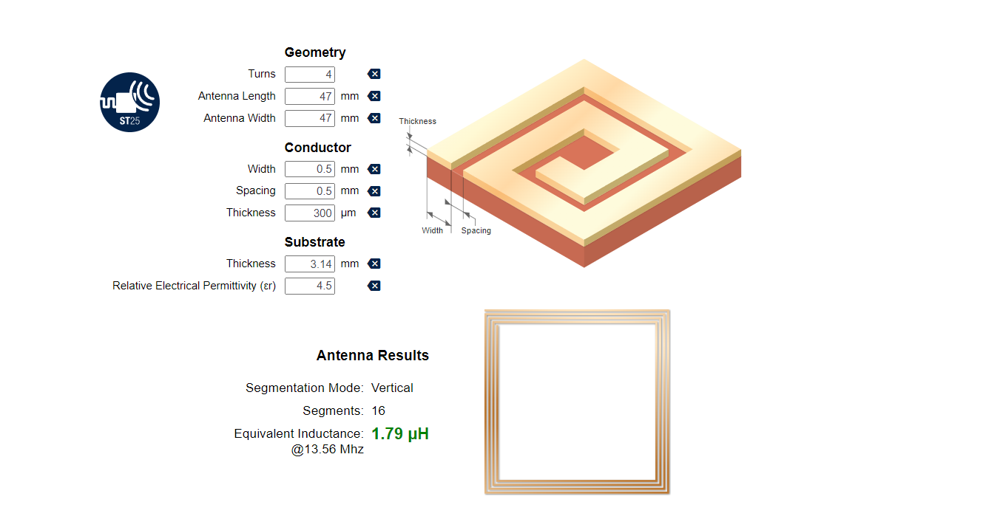 Geometry
Turns 4
Antenna Length 47 mm
Antenna Width 47 mm
ST25
Conductor
Width 0.5 mm
Spacing 0.5 mm
Thickness 300 µm
Substrate
Thickness 3.14 mm
Relative Electrical Permittivity (εr) 4.5
Thickness
Width Spacing
Antenna Results
Segmentation Mode: Vertical
Segments: 16
Equivalent Inductance: 1.79 µH
@13.56 Mhz